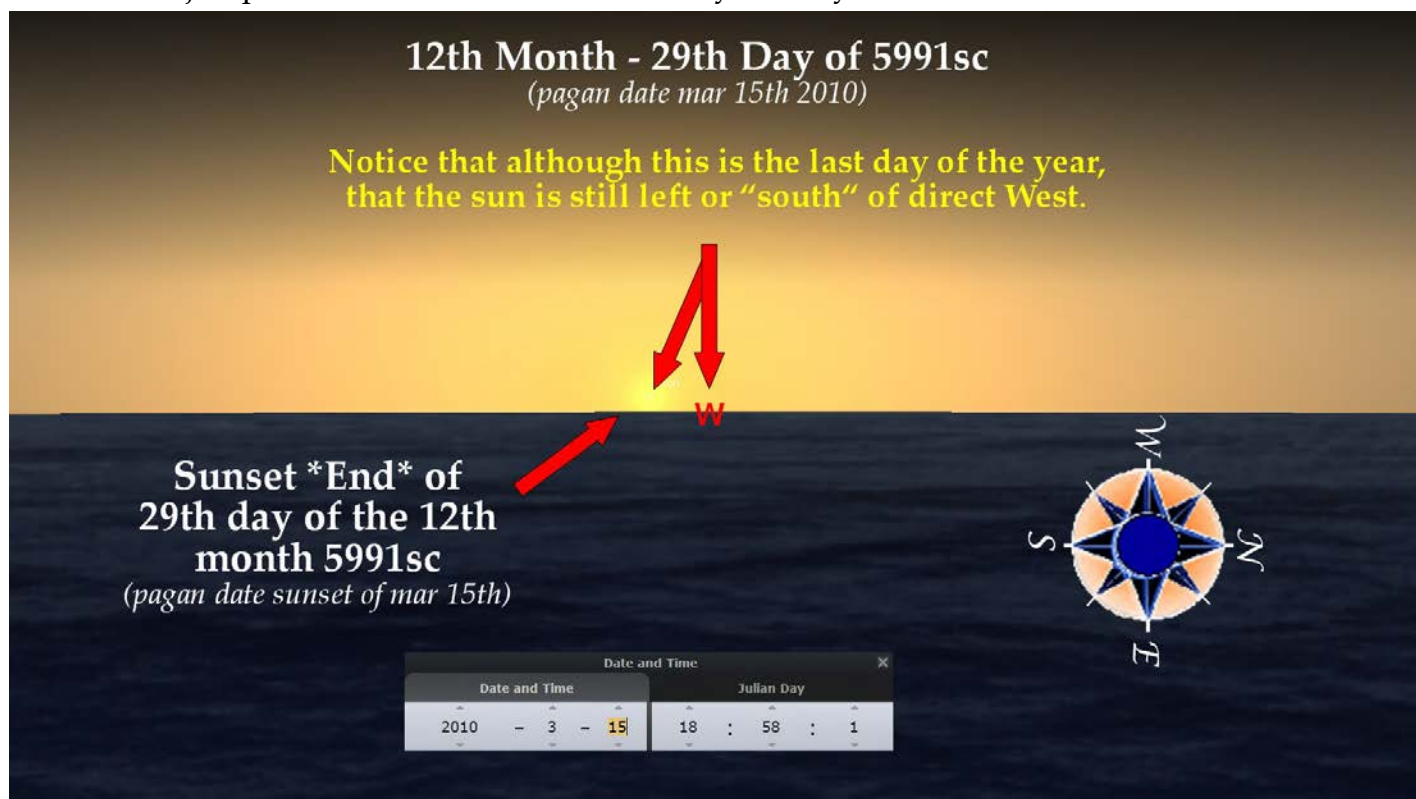 12th Month - 29th Day of 5991sc
(pagan date mar 15th 2010)
Notice that although this is the last day of the year,
that the sun is still left or “south“ of direct West.
W
Sunset *End* of
29th day of the 12th
month 5991sc
(pagan date sunset of mar 15th)
W
S
N
E
Date and Time
Date and Time
Julian Day
2010 - 3 - 15 18 : 58 : 1